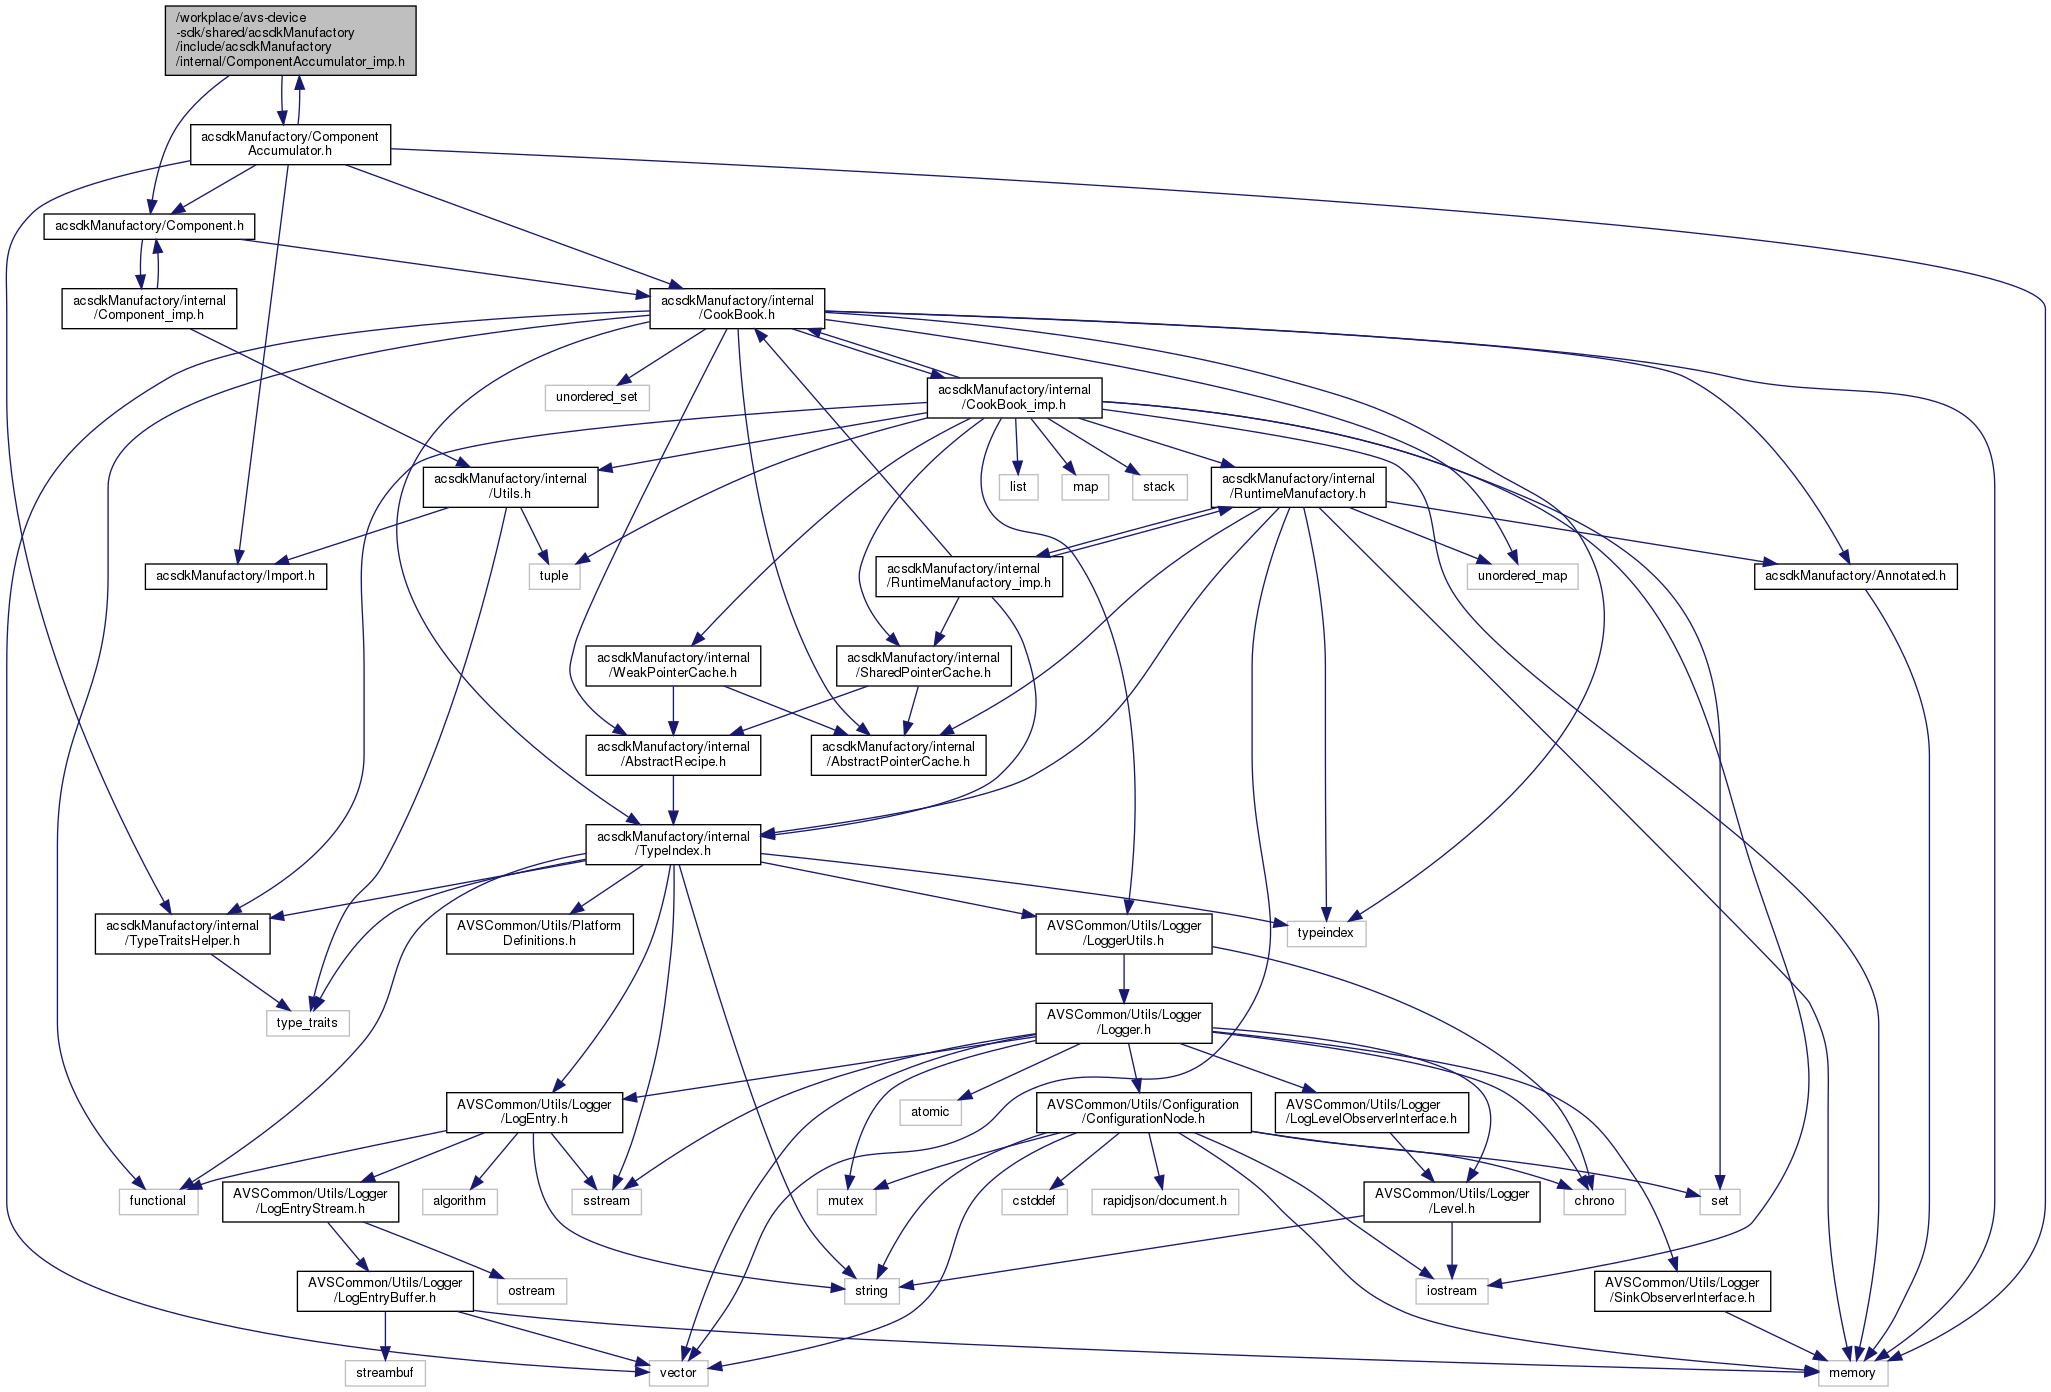 /workplace/avs-device
-sdk/shared/acsdkManufactory
/include/acsdkManufactory
/internal/ComponentAccumulator_imp.h
acsdkManufactory/Component
Accumulator.h
acsdkManufactory/Component.h
acsdkManufactory/internal
/Component_imp.h
acsdkManufactory/internal
/CookBook.h
unordered_set
acsdkManufactory/internal
/CookBook_imp.h
acsdkManufactory/internal
/Utils.h
list
map
stack
acsdkManufactory/internal
/RuntimeManufactory.h
acsdkManufactory/Import.h
tuple
acsdkManufactory/internal
/RuntimeManufactory_imp.h
unordered_map
acsdkManufactory/Annotated.h
acsdkManufactory/internal
/WeakPointerCache.h
acsdkManufactory/internal
/SharedPointerCache.h
acsdkManufactory/internal
/AbstractRecipe.h
acsdkManufactory/internal
/AbstractPointerCache.h
acsdkManufactory/internal
/TypeIndex.h
acsdkManufactory/internal
/TypeTraitsHelper.h
AVSCommon/Utils/Platform
Definitions.h
AVSCommon/Utils/Logger
/LoggerUtils.h
typeindex
type_traits
AVSCommon/Utils/Logger
/Logger.h
AVSCommon/Utils/Logger
/LogEntry.h
atomic
AVSCommon/Utils/Configuration
/ConfigurationNode.h
AVSCommon/Utils/Logger
/LogLevelObserverInterface.h
functional
AVSCommon/Utils/Logger
/LogEntryStream.h
algorithm
sstream
mutex
cstddef
rapidjson/document.h
AVSCommon/Utils/Logger
/Level.h
chrono
set
AVSCommon/Utils/Logger
/LogEntryBuffer.h
ostream
string
iostream
AVSCommon/Utils/Logger
/SinkObserverInterface.h
streambuf
vector
memory